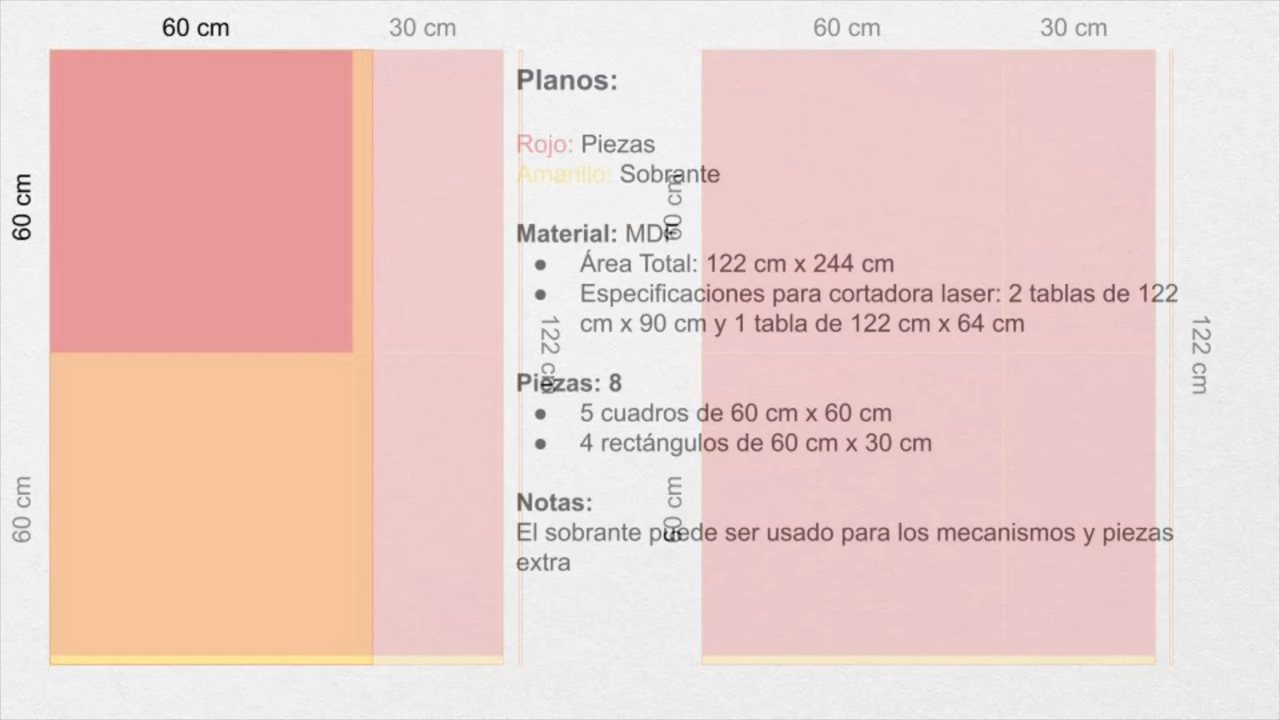 60 cm
30 cm
60 cm
30 cm
Planos:
Rojo: Piezas
Amarillo: Sobrante
60 cm
60 cm
Material: MDF
● Área Total: 122 cm x 244 cm
● Especificaciones para cortadora laser: 2 tablas de 122
cm x 90 cm y 1 tabla de 122 cm x 64 cm
122 cm
122 cm
Piezas: 8
● 5 cuadros de 60 cm x 60 cm
● 4 rectángulos de 60 cm x 30 cm
60 cm
60 cm
Notas:
El sobrante puede ser usado para los mecanismos y piezas
extra